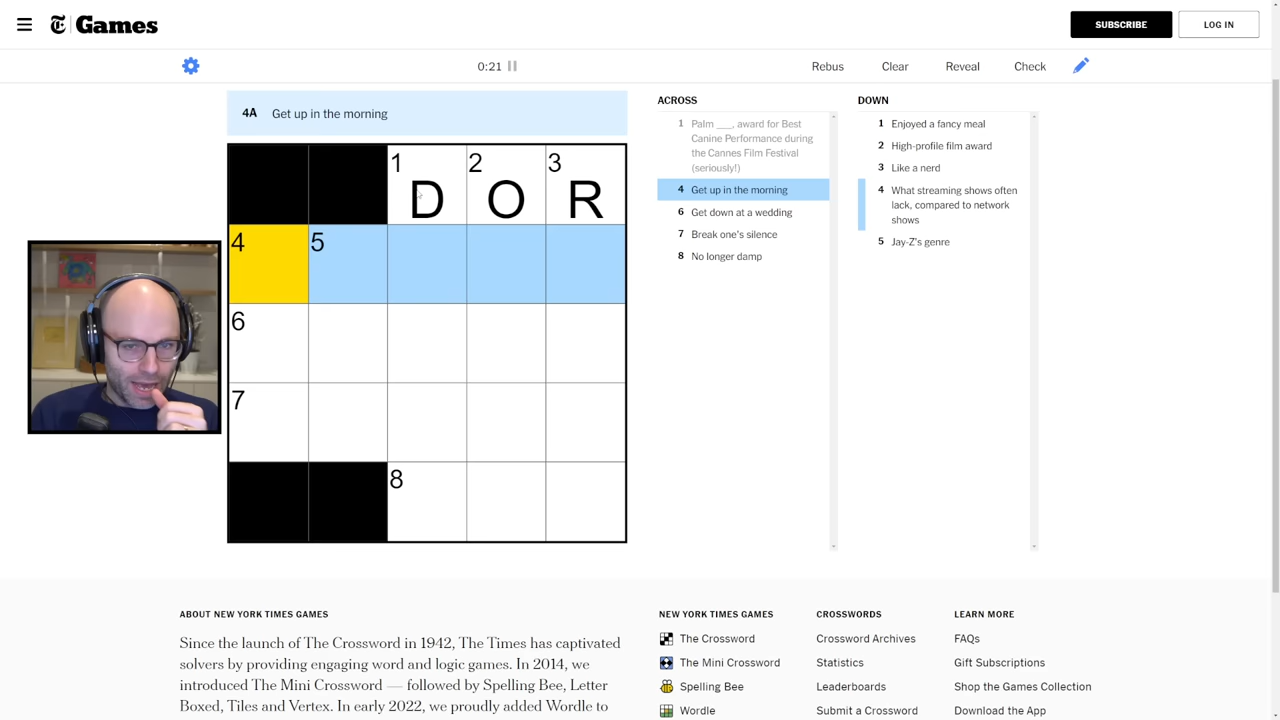 Games
SUBSCRIBE
LOG IN
0:21
Rebus
Clear
Reveal
Check
4A Get up in the morning
1 D
2 O
3 R
4
5
6
7
8
ACROSS
1 Palm ___, award for Best
Canine Performance during
the Cannes Film Festival
(seriously!)
4 Get up in the morning
6 Get down at a wedding
7 Break one's silence
8 No longer damp
DOWN
1 Enjoyed a fancy meal
2 High-profile film award
3 Like a nerd
4 What streaming shows often
lack, compared to network
shows
5 Jay-Z's genre
ABOUT NEW YORK TIMES GAMES
Since the launch of The Crossword in 1942, The Times has captivated
solvers by providing engaging word and logic games. In 2014, we
introduced The Mini Crossword — followed by Spelling Bee, Letter
Boxed, Tiles and Vertex. In early 2022, we proudly added Wordle to
NEW YORK TIMES GAMES
The Crossword
The Mini Crossword
Spelling Bee
Wordle
CROSSWORDS
Crossword Archives
Statistics
Leaderboards
Submit a Crossword
LEARN MORE
FAQs
Gift Subscriptions
Shop the Games Collection
Download the App